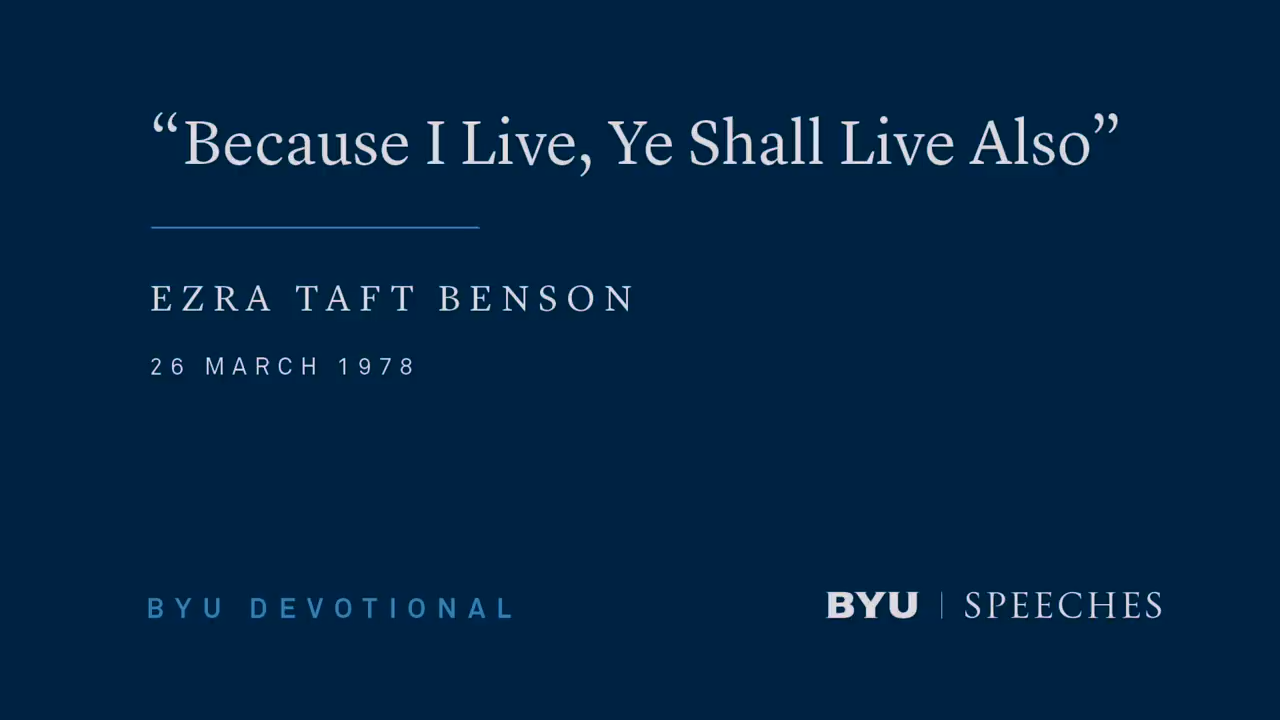 “Because I Live, Ye Shall Live Also”
EZRA TAFT BENSON
26 MARCH 1978
BYU DEVOTIONAL
BYU | SPEECHES